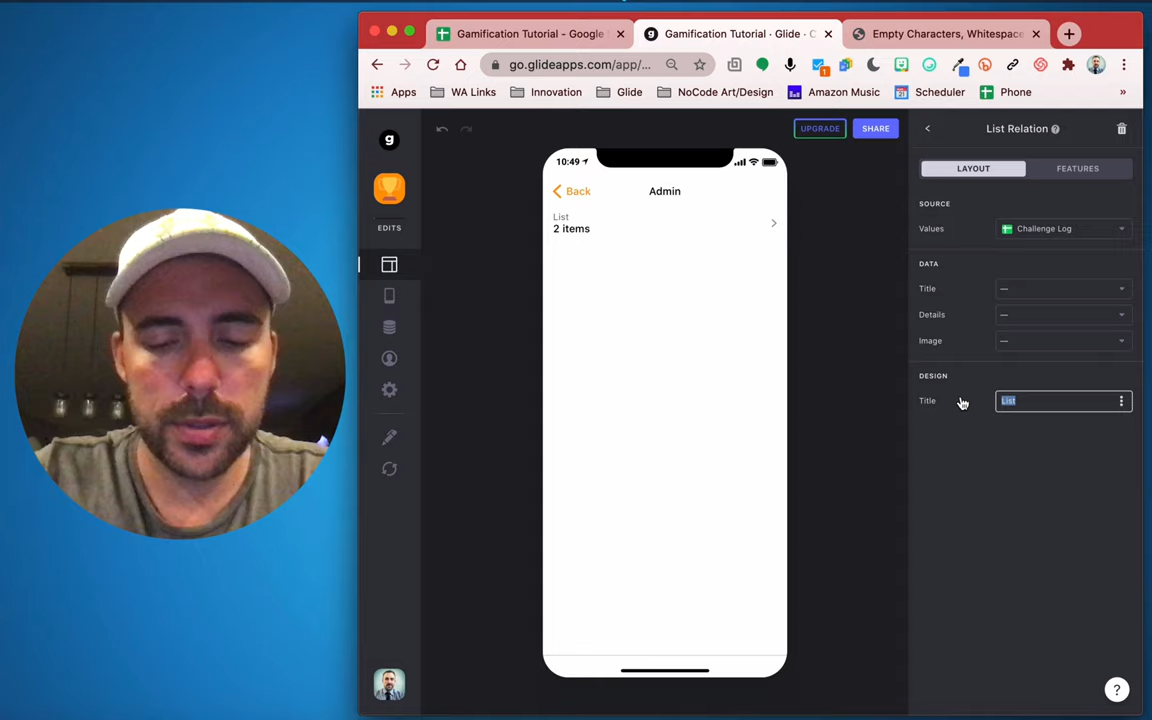 Gamification Tutorial - Google
Gamification Tutorial · Glide · C
Empty Characters, Whitespace
go.glideapps.com/app/...
1
Apps
WA Links
Innovation
Glide
NoCode Art/Design
Amazon Music
Scheduler
Phone
»
g
EDITS
UPGRADE
SHARE
10:49
Back
Admin
List
2 items
List Relation
LAYOUT
FEATURES
SOURCE
Values
Challenge Log
DATA
Title
—
Details
—
Image
—
DESIGN
Title
List
?